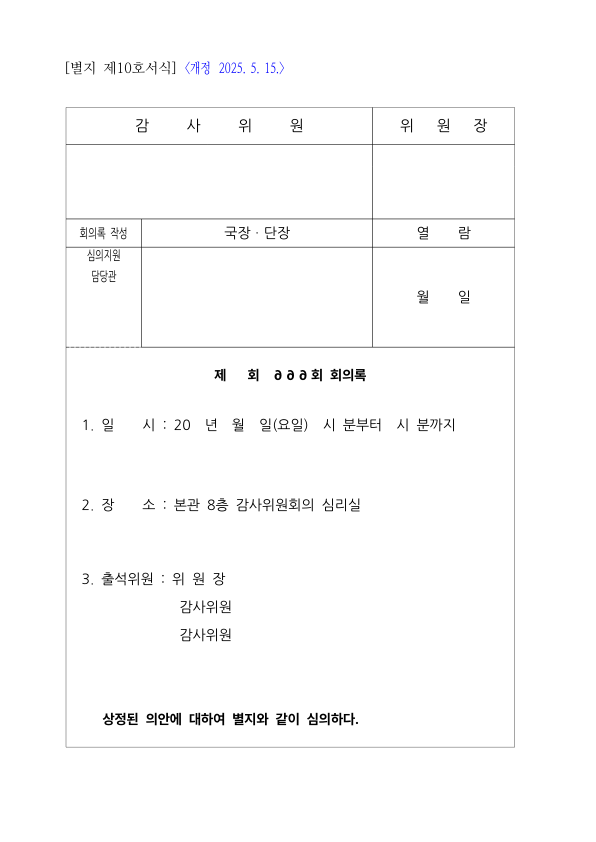 [별지 제10호서식] <개정 2025. 5. 15.>
감 사 위 원 위 원 장
회의록 작성 국장·단장 열 람
심의지원
담당관
월 일
제 회 ∂∂∂회 회의록
1. 일 시 : 20 년 월 일(요일) 시 분부터 시 분까지
2. 장 소 : 본관 8층 감사위원회의 심리실
3. 출석위원 : 위 원 장
감사위원
감사위원
상정된 의안에 대하여 별지와 같이 심의하다.